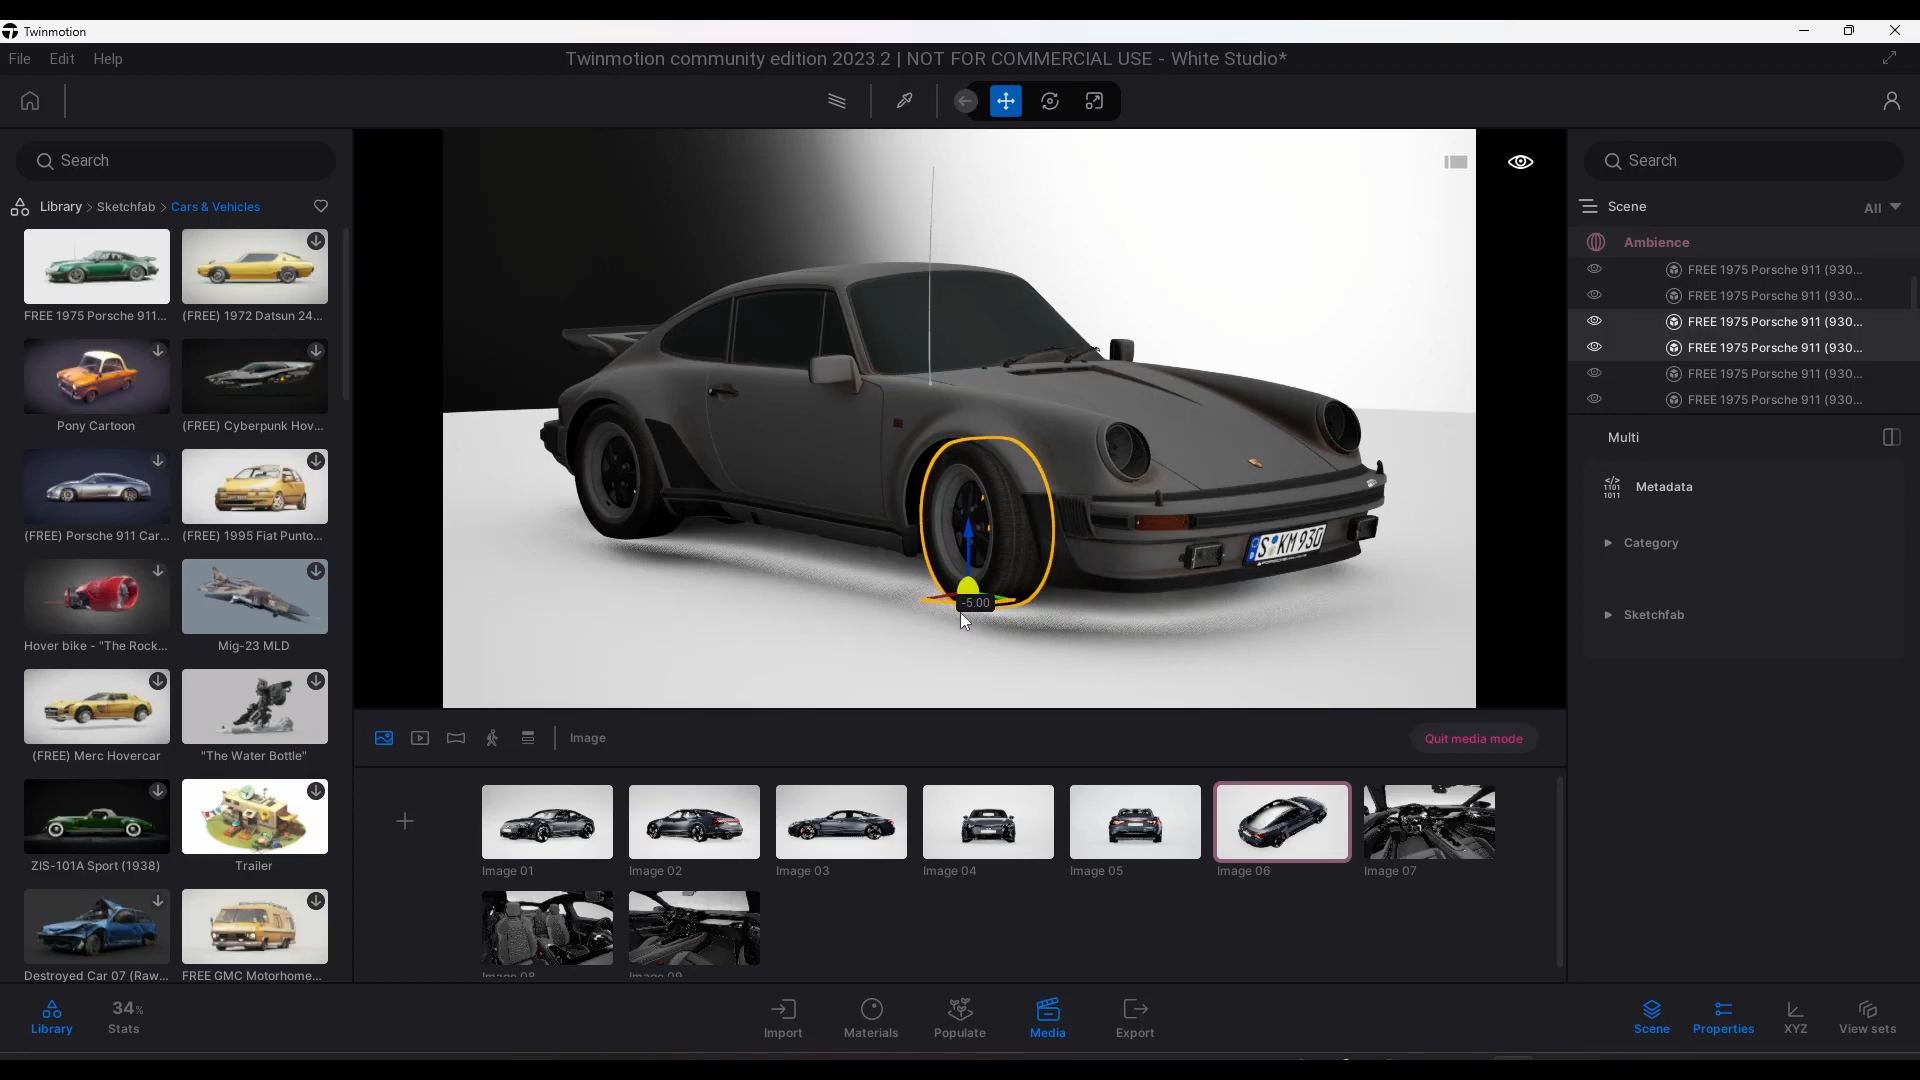 Twinmotion
File Edit Help
Twinmotion community edition 2023.2 | NOT FOR COMMERCIAL USE - White Studio*
Search
Library > Sketchfab > Cars & Vehicles
FREE 1975 Porsche 911...
(FREE) 1972 Datsun 24...
Pony Cartoon
(FREE) Cyberpunk Hov...
(FREE) Porsche 911 Car...
(FREE) 1995 Fiat Punto...
Hover bike - "The Rock...
Mig-23 MLD
(FREE) Merc Hovercar
"The Water Bottle"
ZIS-101A Sport (1938)
Trailer
Destroyed Car 07 (Raw...
FREE GMC Motorhome...
S KM 930
-5.00
Search
Scene
All
Ambience
FREE 1975 Porsche 911 (930...
FREE 1975 Porsche 911 (930...
FREE 1975 Porsche 911 (930...
FREE 1975 Porsche 911 (930...
FREE 1975 Porsche 911 (930...
FREE 1975 Porsche 911 (930...
Multi
Metadata
Category
Sketchfab
Image
Quit media mode
Image 01
Image 02
Image 03
Image 04
Image 05
Image 06
Image 07
Image 08
Image 09
Library
34%
Stats
Import
Materials
Populate
Media
Export
Scene
Properties
XYZ
View sets